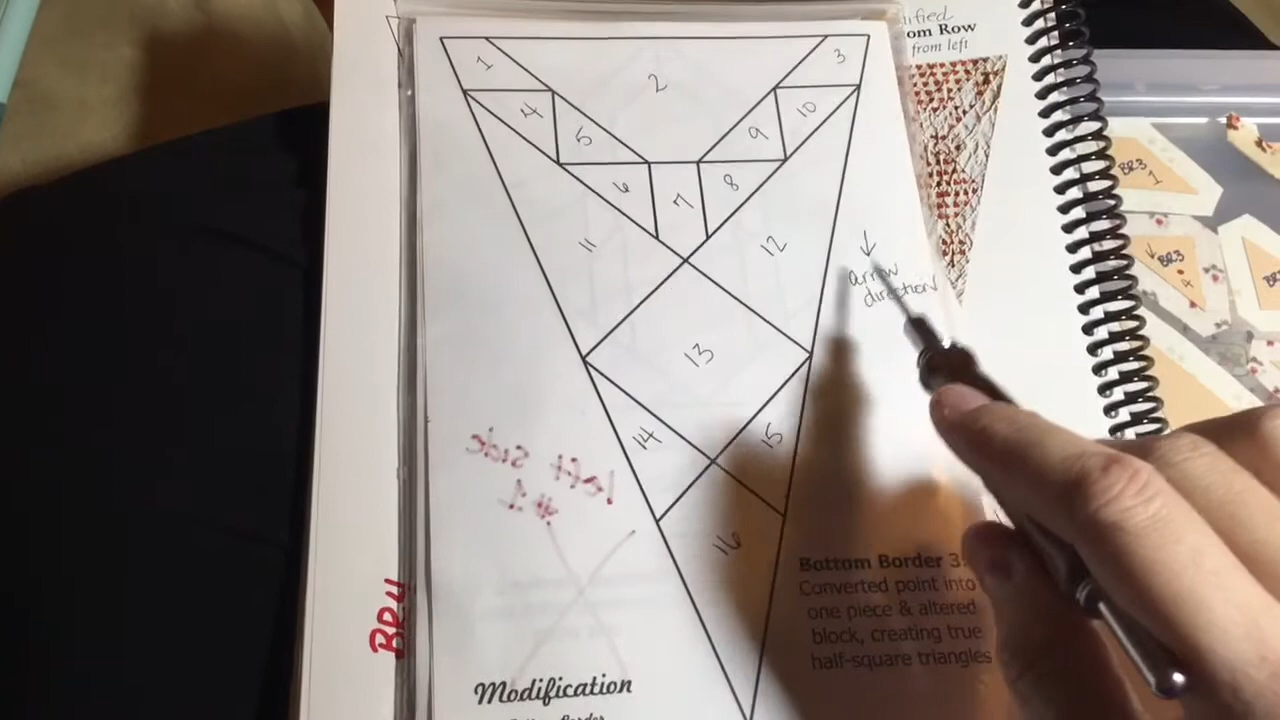 om Row
from left
1
2
3
4
5
6
7
8
9
10
11
12
13
14
15
16
↓
arrow
direction
Left Side
#1
BR4
Modification
Bottom Border 3
Converted point into
one piece & altered
block, creating true
half-square triangles
BR3
1
↓ BR3
4
BR3